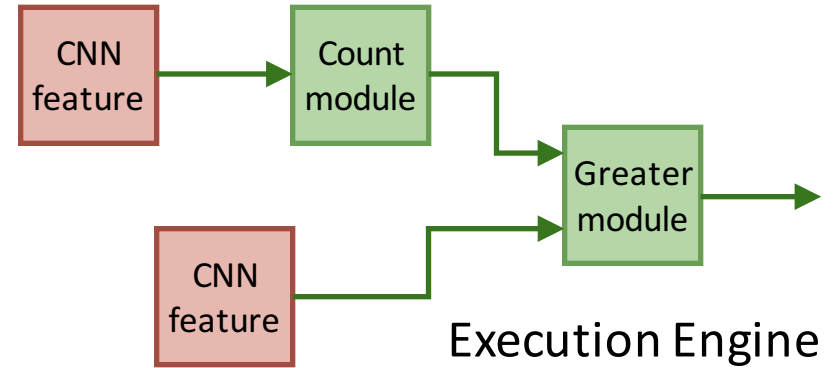 CNN
feature
Count
module
Greater
module
CNN
feature
Execution Engine